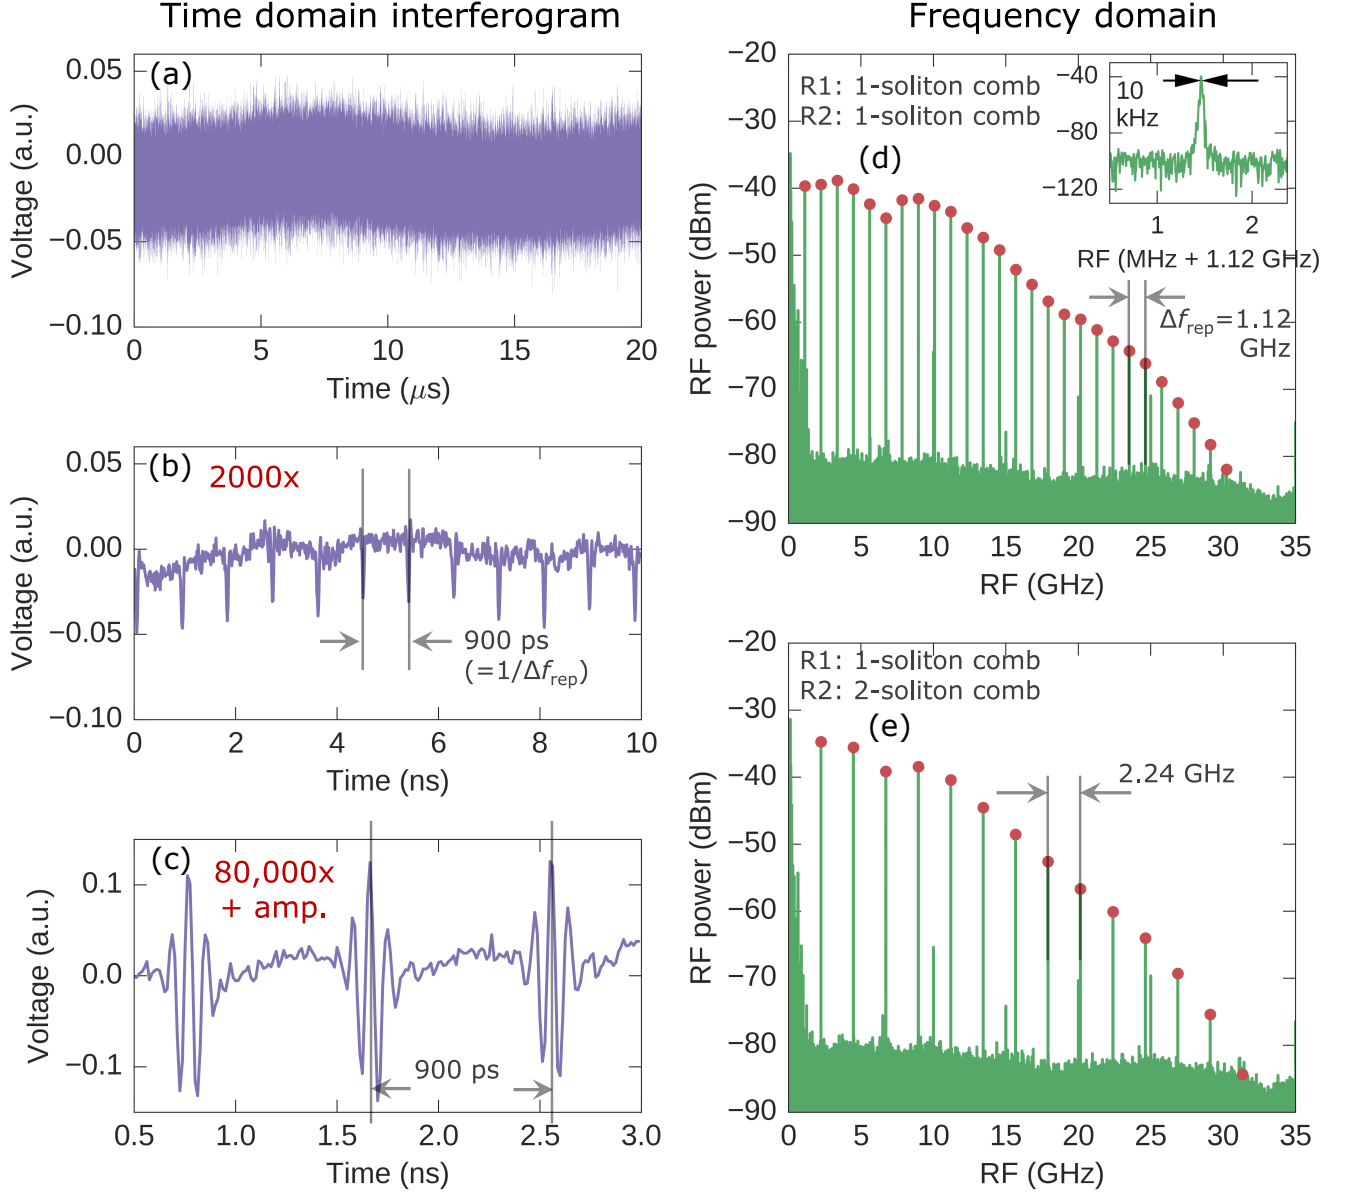 Time domain interferogram
Frequency domain
(a)
0.05
0.00
−0.05
−0.10
Voltage (a.u.)
0 5 10 15 20
Time (μs)
(b)
2000x
0.05
0.00
−0.05
−0.10
Voltage (a.u.)
900 ps
(=1/Δf_rep)
0 2 4 6 8 10
Time (ns)
(c)
80,000x
+ amp.
0.1
0.0
−0.1
Voltage (a.u.)
900 ps
0.5 1.0 1.5 2.0 2.5 3.0
Time (ns)
R1: 1-soliton comb
R2: 1-soliton comb
(d)
−20
−30
−40
−50
−60
−70
−80
−90
RF power (dBm)
10
kHz
−40
−80
−120
1 2
RF (MHz + 1.12 GHz)
Δf_rep=1.12
GHz
0 5 10 15 20 25 30 35
RF (GHz)
R1: 1-soliton comb
R2: 2-soliton comb
(e)
−20
−30
−40
−50
−60
−70
−80
−90
RF power (dBm)
2.24 GHz
0 5 10 15 20 25 30 35
RF (GHz)